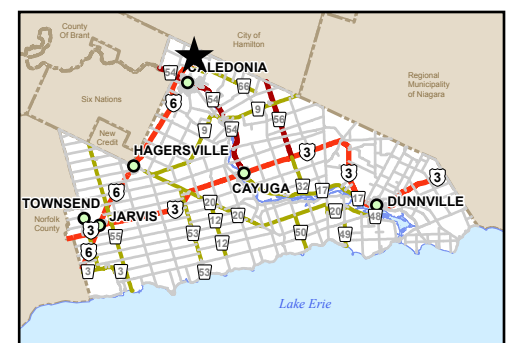 County
Of Brant
City of
Hamilton
54
CALEDONIA
66
Regional
Municipality
of Niagara
Six Nations
6
54
9
56
New
Credit
9
54
HAGERSVILLE
3
3
3
6
CAYUGA
32
17
17
TOWNSEND
20
DUNNVILLE
Norfolk
County
JARVIS
3
12
20
20
48
3
55
53
50
49
6
12
3
3
53
Lake Erie